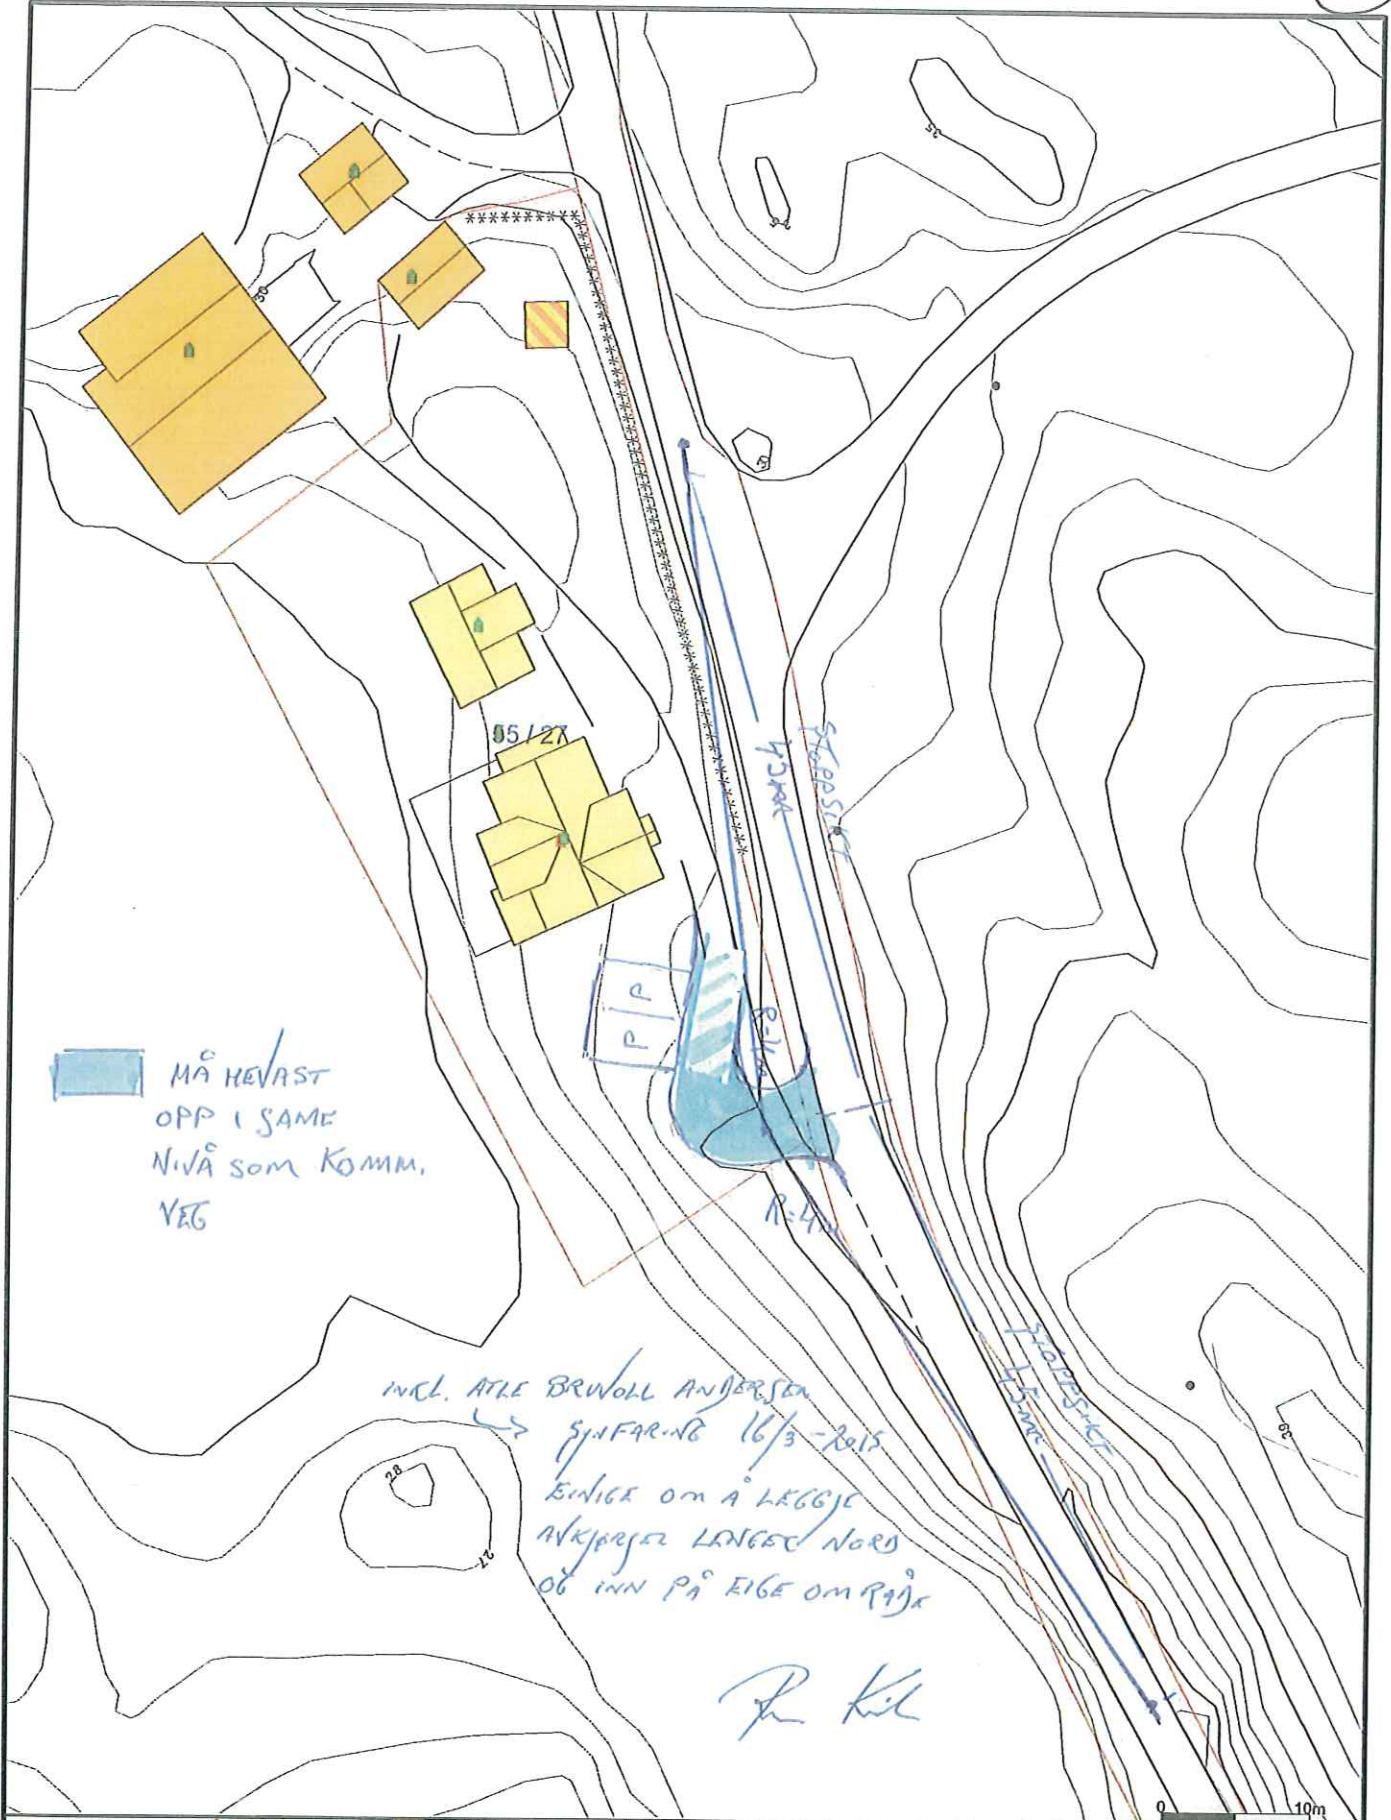 35
30
55/27
STOPPSIKT
45m
P P
R=4m
MÅ HEVAST
OPP I SAME
NIVÅ SOM KOMM.
VEG
R=4m
STOPPSIKT
45m
INKL. ATLE BRUVOLL ANDERSEN
SYNFARING 16/3-2015
EINIGE OM Å LEGGJE
AVKJØRSEL LENGER NORD
OG INN PÅ EIGE OMRÅDE
28
27
39
0 10m